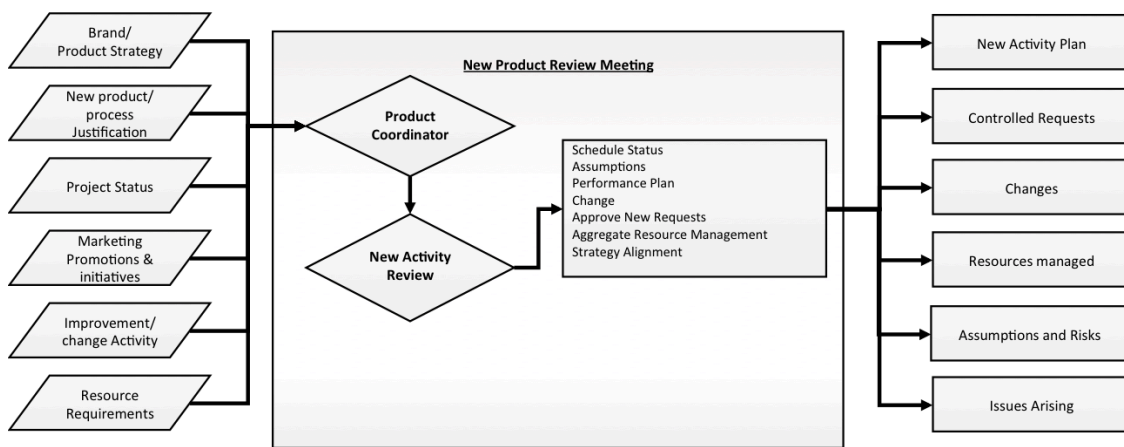 Brand/
Product Strategy
New product/
process
Justification
Project Status
Marketing
Promotions &
initiatives
Improvement/
change Activity
Resource
Requirements
New Product Review Meeting
Product
Coordinator
New Activity
Review
Schedule Status
Assumptions
Performance Plan
Change
Approve New Requests
Aggregate Resource Management
Strategy Alignment
New Activity Plan
Controlled Requests
Changes
Resources managed
Assumptions and Risks
Issues Arising